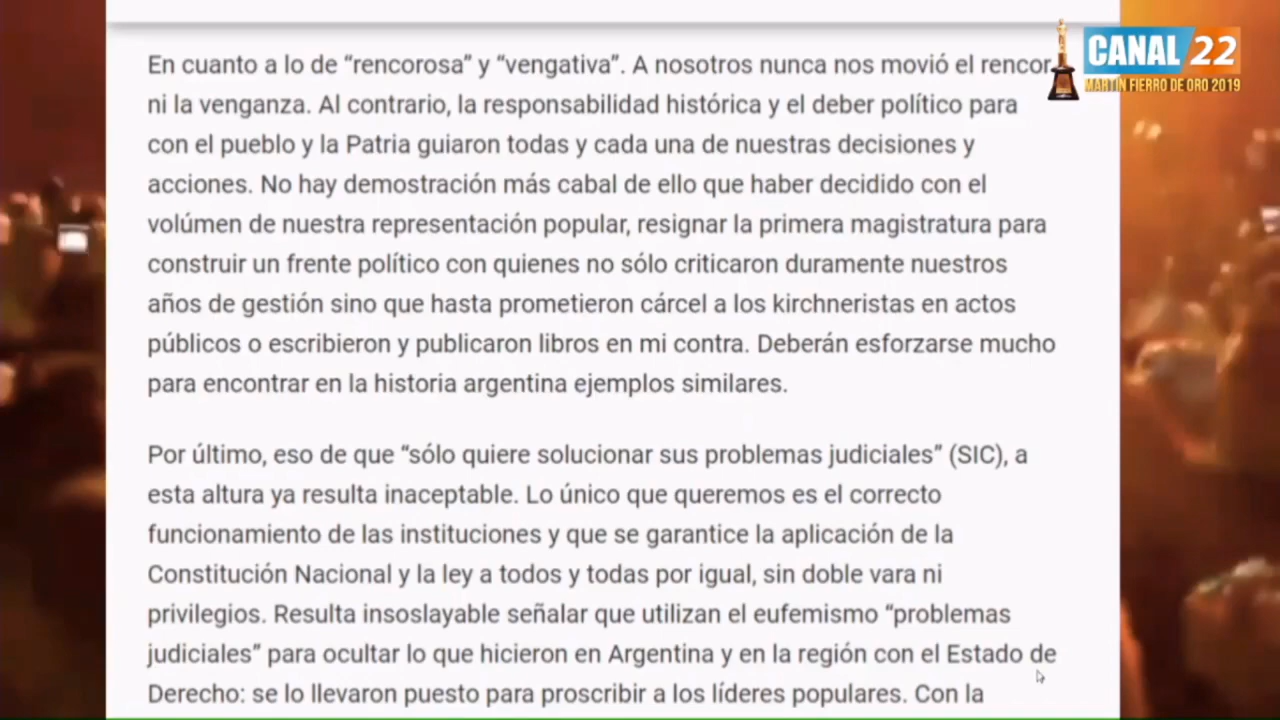 CANAL 22
MARTÍN FIERRO DE ORO 2019
En cuanto a lo de “rencorosa” y “vengativa”. A nosotros nunca nos movió el rencor
ni la venganza. Al contrario, la responsabilidad histórica y el deber político para
con el pueblo y la Patria guiaron todas y cada una de nuestras decisiones y
acciones. No hay demostración más cabal de ello que haber decidido con el
volúmen de nuestra representación popular, resignar la primera magistratura para
construir un frente político con quienes no sólo criticaron duramente nuestros
años de gestión sino que hasta prometieron cárcel a los kirchneristas en actos
públicos o escribieron y publicaron libros en mi contra. Deberán esforzarse mucho
para encontrar en la historia argentina ejemplos similares.
Por último, eso de que “sólo quiere solucionar sus problemas judiciales” (SIC), a
esta altura ya resulta inaceptable. Lo único que queremos es el correcto
funcionamiento de las instituciones y que se garantice la aplicación de la
Constitución Nacional y la ley a todos y todas por igual, sin doble vara ni
privilegios. Resulta insoslayable señalar que utilizan el eufemismo “problemas
judiciales” para ocultar lo que hicieron en Argentina y en la región con el Estado de
Derecho: se lo llevaron puesto para proscribir a los líderes populares. Con la